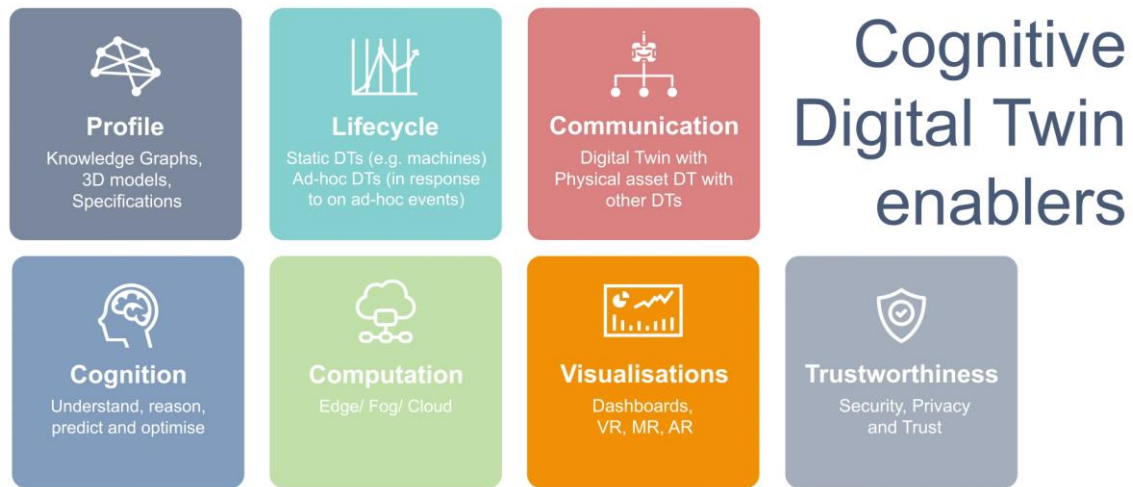 Cognitive
Digital Twin
enablers
Profile
Knowledge Graphs,
3D models,
Specifications
Lifecycle
Static DTs (e.g. machines)
Ad-hoc DTs (in response
to on ad-hoc events)
Communication
Digital Twin with
Physical asset DT with
other DTs
Cognition
Understand, reason,
predict and optimise
Computation
Edge/ Fog/ Cloud
Visualisations
Dashboards,
VR, MR, AR
Trustworthiness
Security, Privacy
and Trust